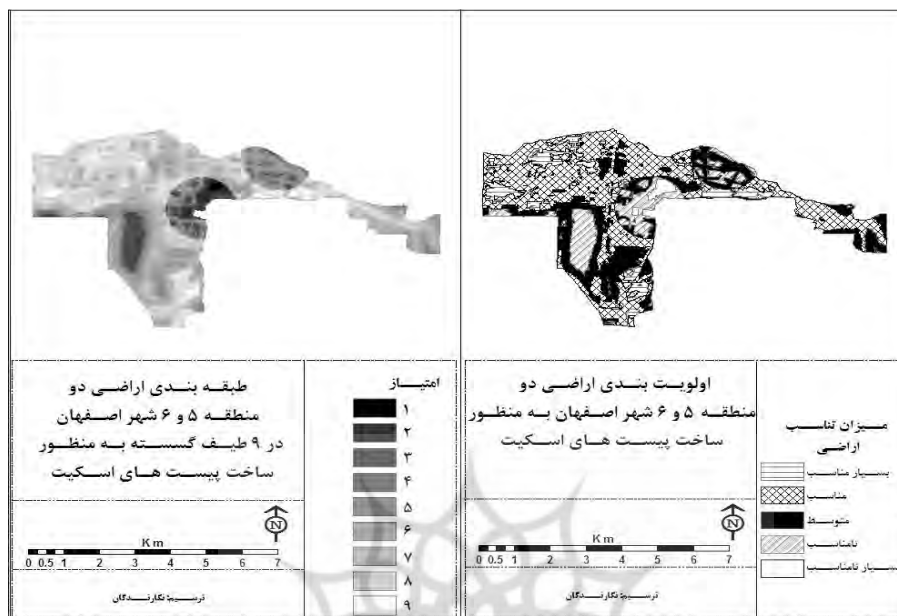 اولویت بندی اراضی دو
منطقه ۵ و ۶ شهر اصفهان به منظور
ساخت پیست های اسکیت
میزان تناسب
اراضی
بسیار مناسب
مناسب
متوسط
نامناسب
بسیار نامناسب
N
Km
0 0.5 1 2 3 4 5 6 7
ترسیم: نگارندگان
طبقه بندی اراضی دو
منطقه ۵ و ۶ شهر اصفهان
در ۹ طیف گسسته به منظور
ساخت پیست های اسکیت
امتیاز
۱
۲
۳
۴
۵
۶
۷
۸
۹
N
Km
0 0.5 1 2 3 4 5 6 7
ترسیم: نگارندگان